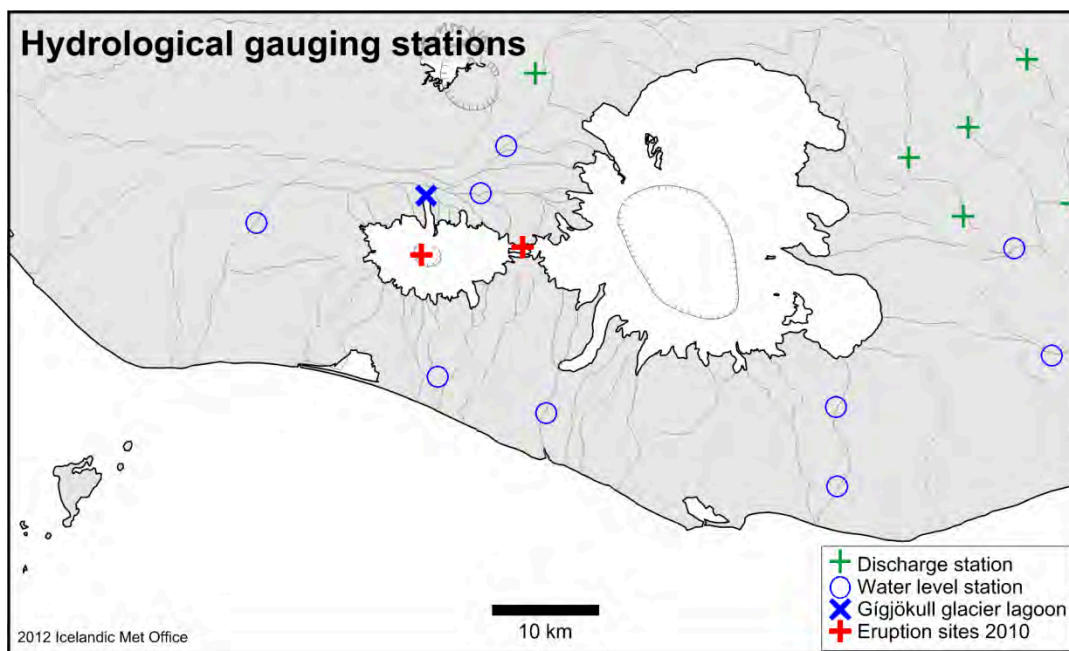 Hydrological gauging stations
Discharge station
Water level station
Gígjökull glacier lagoon
Eruption sites 2010
10 km
2012 Icelandic Met Office